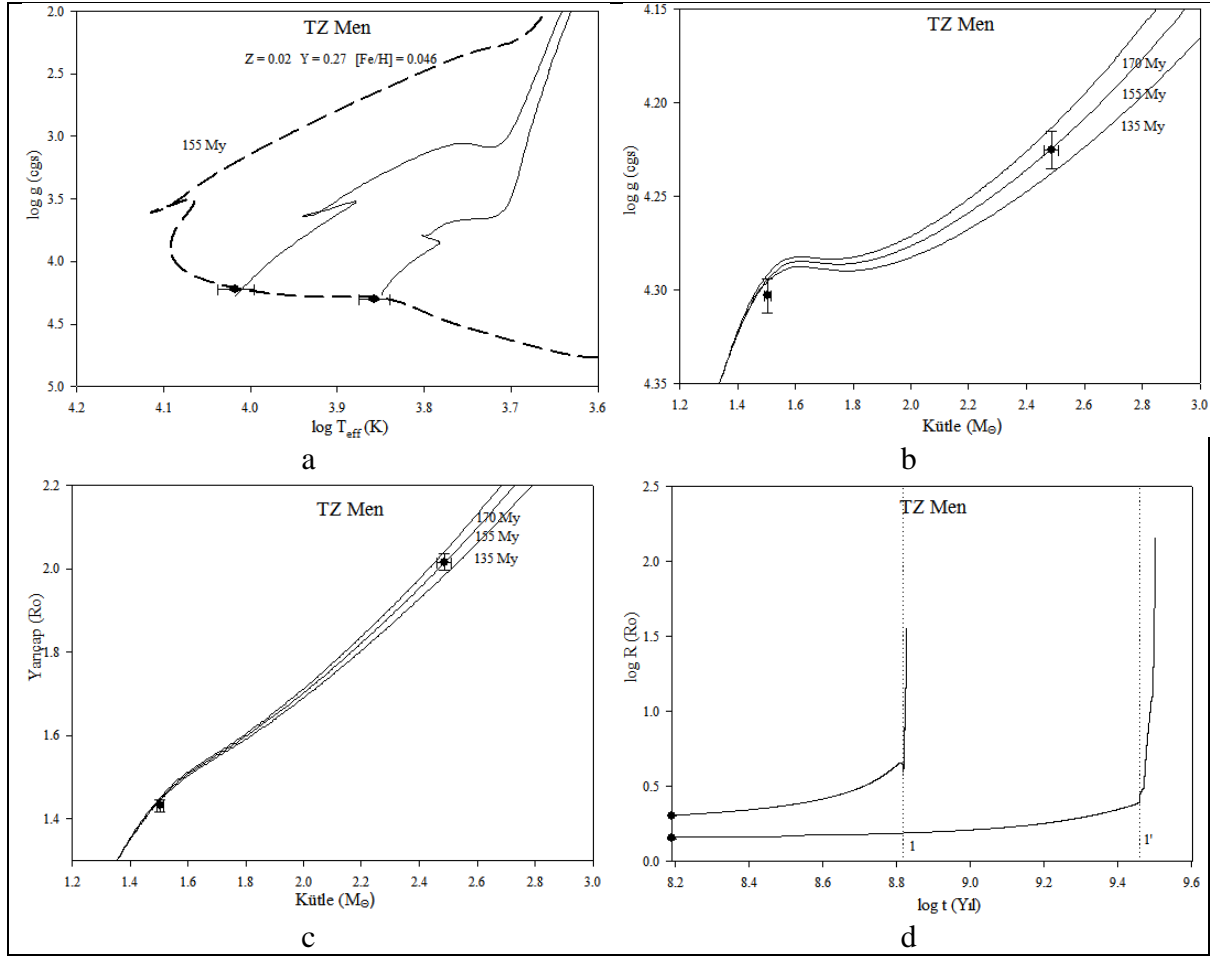 TZ Men
Z = 0.02 Y = 0.27 [Fe/H] = 0.046
155 My
log g (cgs)
2.0
2.5
3.0
3.5
4.0
4.5
5.0
4.2
4.1
4.0
3.9
3.8
3.7
3.6
log T_eff (K)
a
TZ Men
170 My
155 My
135 My
log g (cgs)
4.15
4.20
4.25
4.30
4.35
1.2
1.4
1.6
1.8
2.0
2.2
2.4
2.6
2.8
3.0
Kütle (M⊙)
b
TZ Men
170 My
155 My
135 My
Yarıçap (Ro)
2.2
2.0
1.8
1.6
1.4
1.2
1.4
1.6
1.8
2.0
2.2
2.4
2.6
2.8
3.0
Kütle (M⊙)
c
TZ Men
log R (Ro)
2.5
2.0
1.5
1.0
0.5
0.0
1
1'
8.2
8.4
8.6
8.8
9.0
9.2
9.4
9.6
log t (Yıl)
d